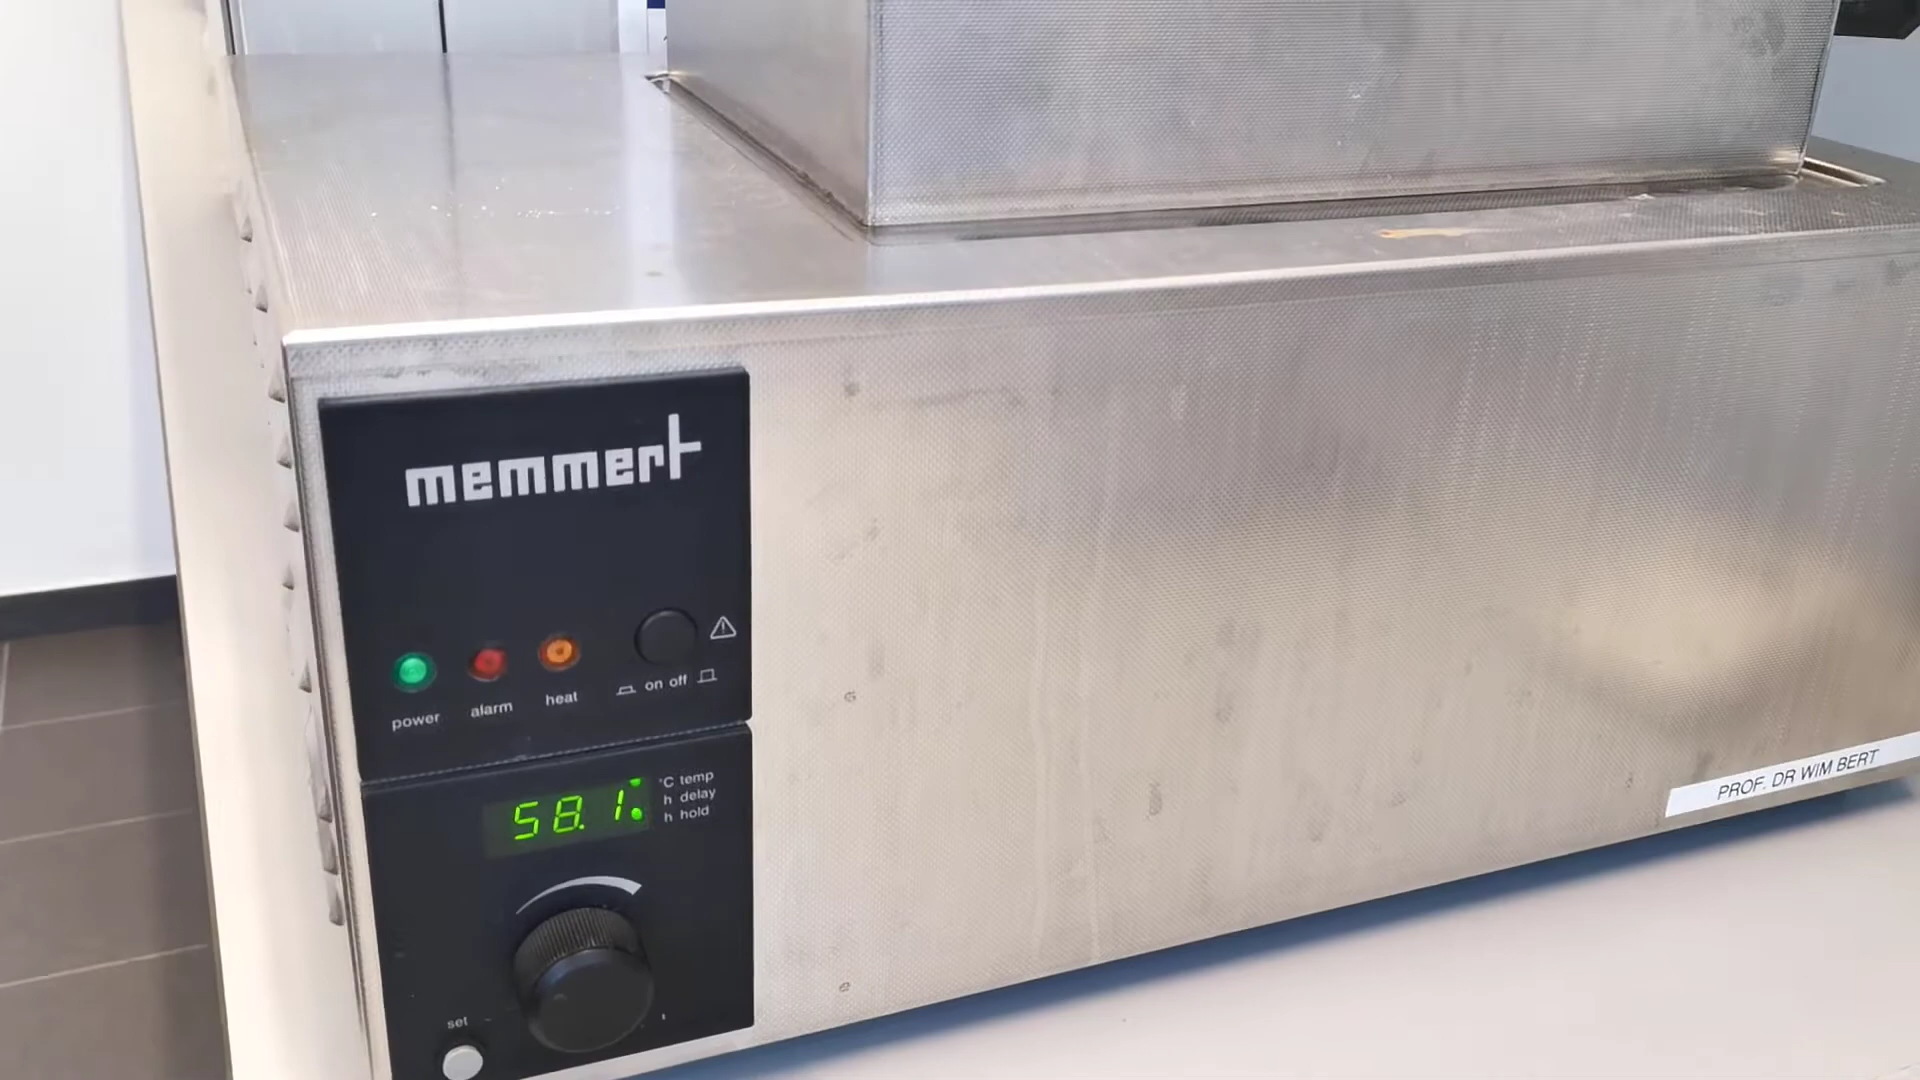 memmert
power alarm heat on off
58.1
°C temp
h delay
h hold
set
PROF. DR WIM BERT